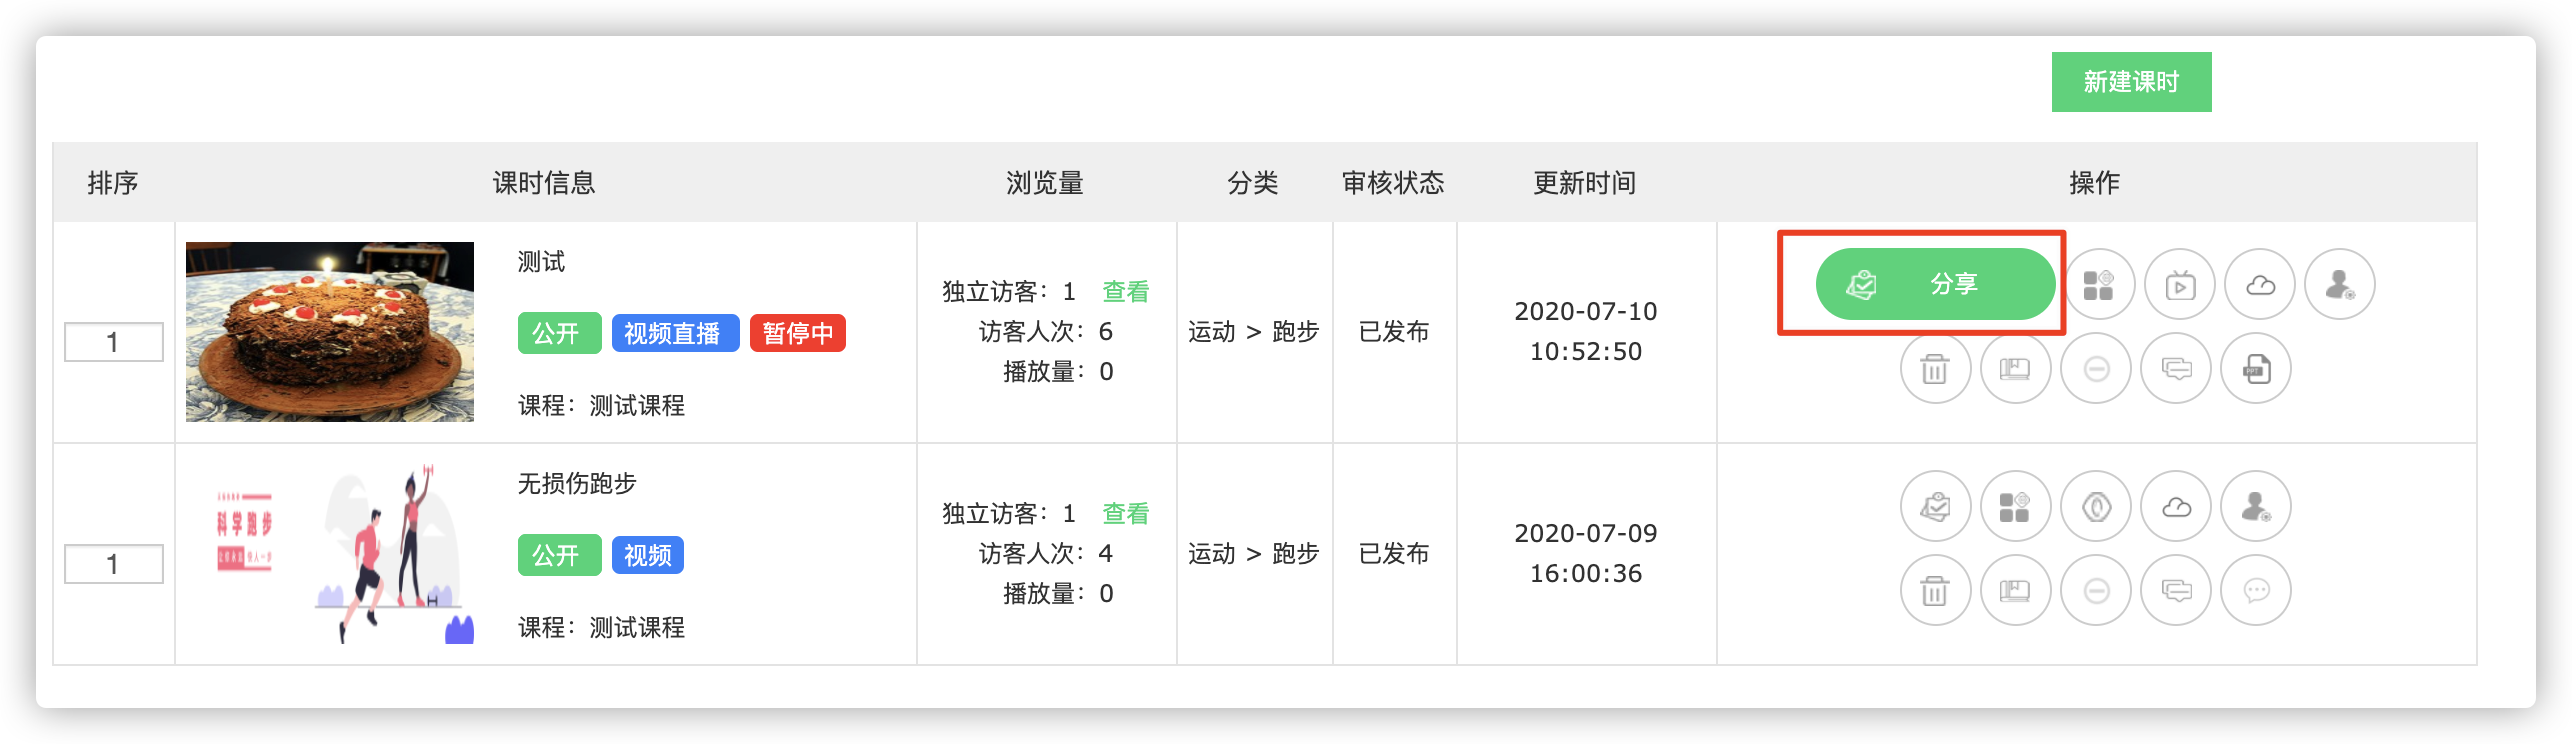 新建课时
排序 课时信息 浏览量 分类 审核状态 更新时间 操作
1
测试
公开 视频直播 暂停中
课程：测试课程
独立访客：1 查看
访客人次：6
播放量：0
运动 > 跑步
已发布
2020-07-10
10:52:50
分享
PPT
1
科学跑步
无损伤跑步
公开 视频
课程：测试课程
独立访客：1 查看
访客人次：4
播放量：0
运动 > 跑步
已发布
2020-07-09
16:00:36